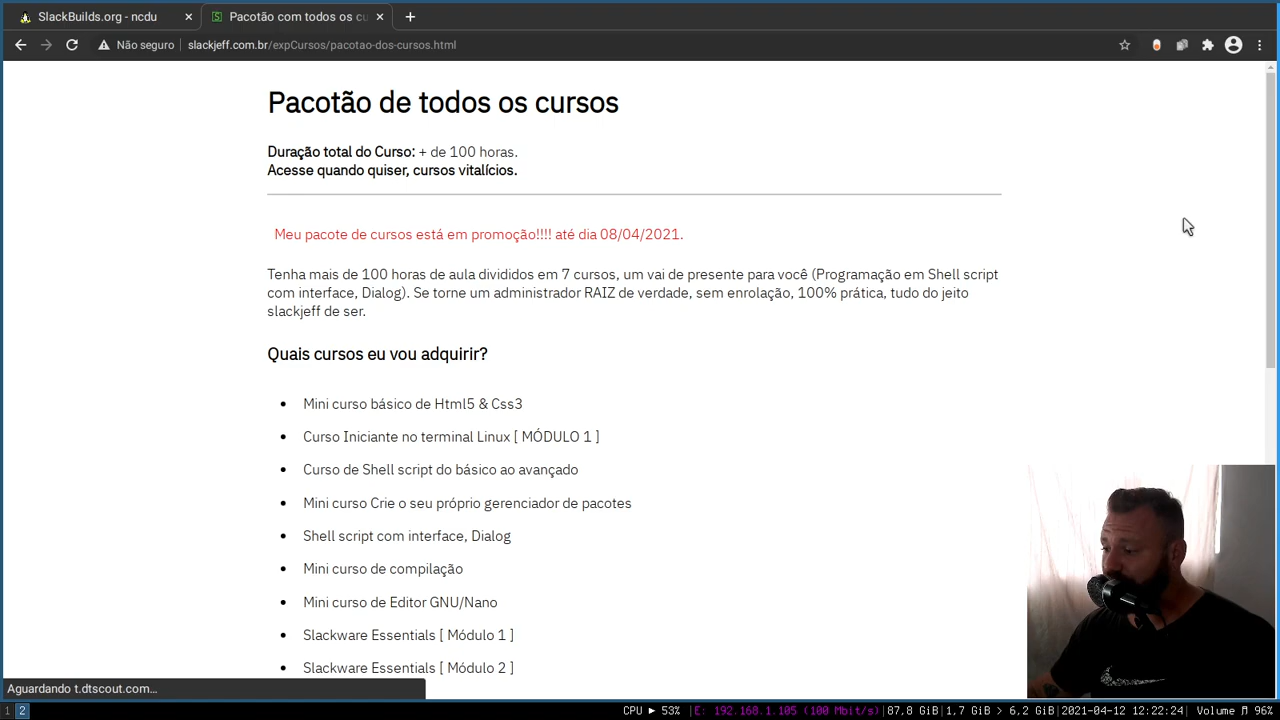 SlackBuilds.org - ncdu
Pacotão com todos os cu
Não seguro
slackjeff.com.br/expCursos/pacotao-dos-cursos.html
Pacotão de todos os cursos
Duração total do Curso: + de 100 horas.
Acesse quando quiser, cursos vitalícios.
Meu pacote de cursos está em promoção!!!! até dia 08/04/2021.
Tenha mais de 100 horas de aula divididos em 7 cursos, um vai de presente para você (Programação em Shell script
com interface, Dialog). Se torne um administrador RAIZ de verdade, sem enrolação, 100% prática, tudo do jeito
slackjeff de ser.
Quais cursos eu vou adquirir?
• Mini curso básico de Html5 & Css3
• Curso Iniciante no terminal Linux [ MÓDULO 1 ]
• Curso de Shell script do básico ao avançado
• Mini curso Crie o seu próprio gerenciador de pacotes
• Shell script com interface, Dialog
• Mini curso de compilação
• Mini curso de Editor GNU/Nano
• Slackware Essentials [ Módulo 1 ]
• Slackware Essentials [ Módulo 2 ]
Aguardando t.dtscout.com...
1 2 CPU ► 53% |E: 192.168.1.105 (100 Mbit/s)|87,8 GiB|1,7 GiB > 6,2 GiB|2021-04-12 12:22:24| Volume ♬ 96%